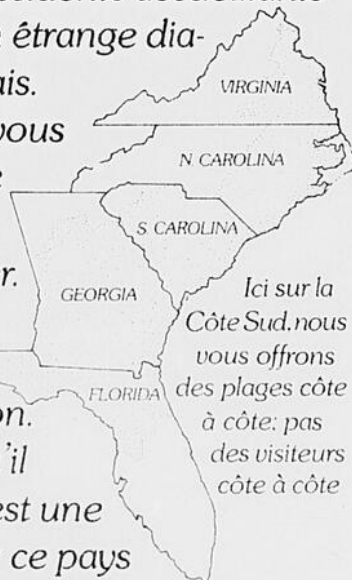 étrange dia-
ais.
vous
er.
on.
'il
est une
ce pays
VIRGINIA
N. CAROLINA
S. CAROLINA
GEORGIA
FLORIDA
Ici sur la
Côte Sud. nous
vous offrons
des plages côte
à côte: pas
des visiteurs
côte à côte